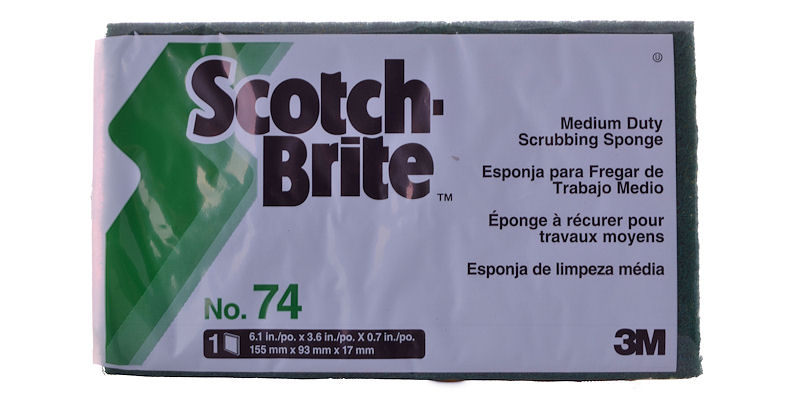 Scotch-
Brite™
Ⓤ
Medium Duty
Scrubbing Sponge
Esponja para Fregar de
Trabajo Medio
Éponge à récurer pour
travaux moyens
Esponja de limpeza média
No. 74
1
6.1 in./po. x 3.6 in./po. X 0.7 in./po.
155 mm x 93 mm x 17 mm
3M